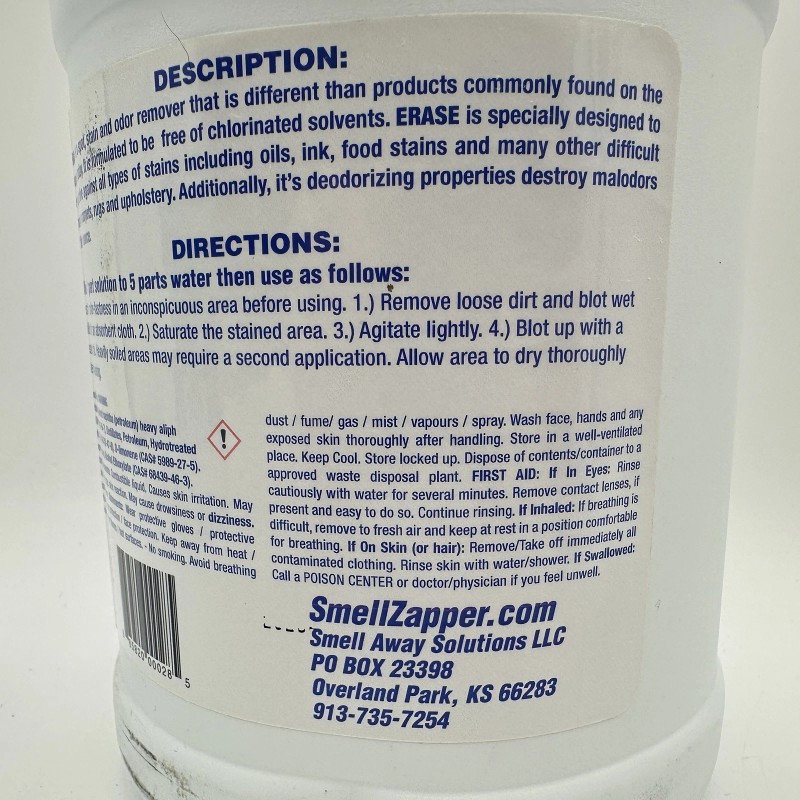 DESCRIPTION:
stain and odor remover that is different than products commonly found on the
formulated to be free of chlorinated solvents. ERASE is specially designed to
against all types of stains including oils, ink, food stains and many other difficult
rugs and upholstery. Additionally, it's deodorizing properties destroy malodors
DIRECTIONS:
solution to 5 parts water then use as follows:
in an inconspicuous area before using. 1.) Remove loose dirt and blot wet
absorbent cloth. 2.) Saturate the stained area. 3.) Agitate lightly. 4.) Blot up with a
soiled areas may require a second application. Allow area to dry thoroughly
(petroleum) heavy aliph
Distillates, Petroleum, Hydrotreated
(CAS# 5989-27-5).
(CAS# 68439-46-3).
liquid. Causes skin irritation. May
reaction. May cause drowsiness or dizziness.
Wear protective gloves / protective
face protection. Keep away from heat /
surfaces. - No smoking. Avoid breathing
!
dust / fume/ gas / mist / vapours / spray. Wash face, hands and any
exposed skin thoroughly after handling. Store in a well-ventilated
place. Keep Cool. Store locked up. Dispose of contents/container to a
approved waste disposal plant. FIRST AID: If In Eyes: Rinse
cautiously with water for several minutes. Remove contact lenses, if
present and easy to do so. Continue rinsing. If Inhaled: If breathing is
difficult, remove to fresh air and keep at rest in a position comfortable
for breathing. If On Skin (or hair): Remove/Take off immediately all
contaminated clothing. Rinse skin with water/shower. If Swallowed:
Call a POISON CENTER or doctor/physician if you feel unwell.
00028 5
SmellZapper.com
Smell Away Solutions LLC
PO BOX 23398
Overland Park, KS 66283
913-735-7254